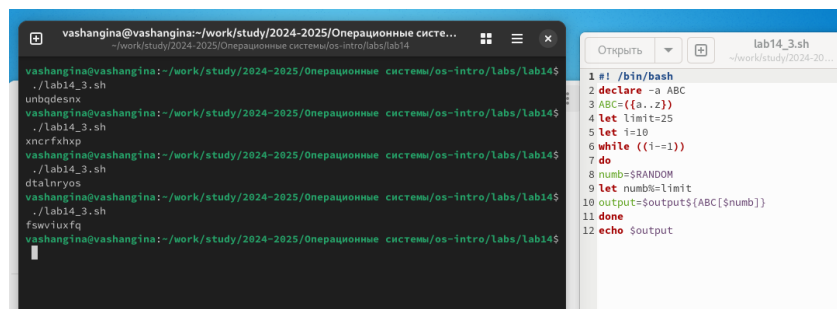 vashangina@vashangina:~/work/study/2024-2025/Операционные систе...
~/work/study/2024-2025/Операционные системы/os-intro/labs/lab14
vashangina@vashangina:~/work/study/2024-2025/Операционные системы/os-intro/labs/lab14$
./lab14_3.sh
unbqdesnx
vashangina@vashangina:~/work/study/2024-2025/Операционные системы/os-intro/labs/lab14$
./lab14_3.sh
xncrfxhxp
vashangina@vashangina:~/work/study/2024-2025/Операционные системы/os-intro/labs/lab14$
./lab14_3.sh
dtalnryos
vashangina@vashangina:~/work/study/2024-2025/Операционные системы/os-intro/labs/lab14$
./lab14_3.sh
fswviuxfq
vashangina@vashangina:~/work/study/2024-2025/Операционные системы/os-intro/labs/lab14$
Открыть
lab14_3.sh
~/work/study/2024-20...
1 #! /bin/bash
2 declare -a ABC
3 ABC=({a..z})
4 let limit=25
5 let i=10
6 while ((i-=1))
7 do
8 numb=$RANDOM
9 let numb%=limit
10 output=$output${ABC[$numb]}
11 done
12 echo $output